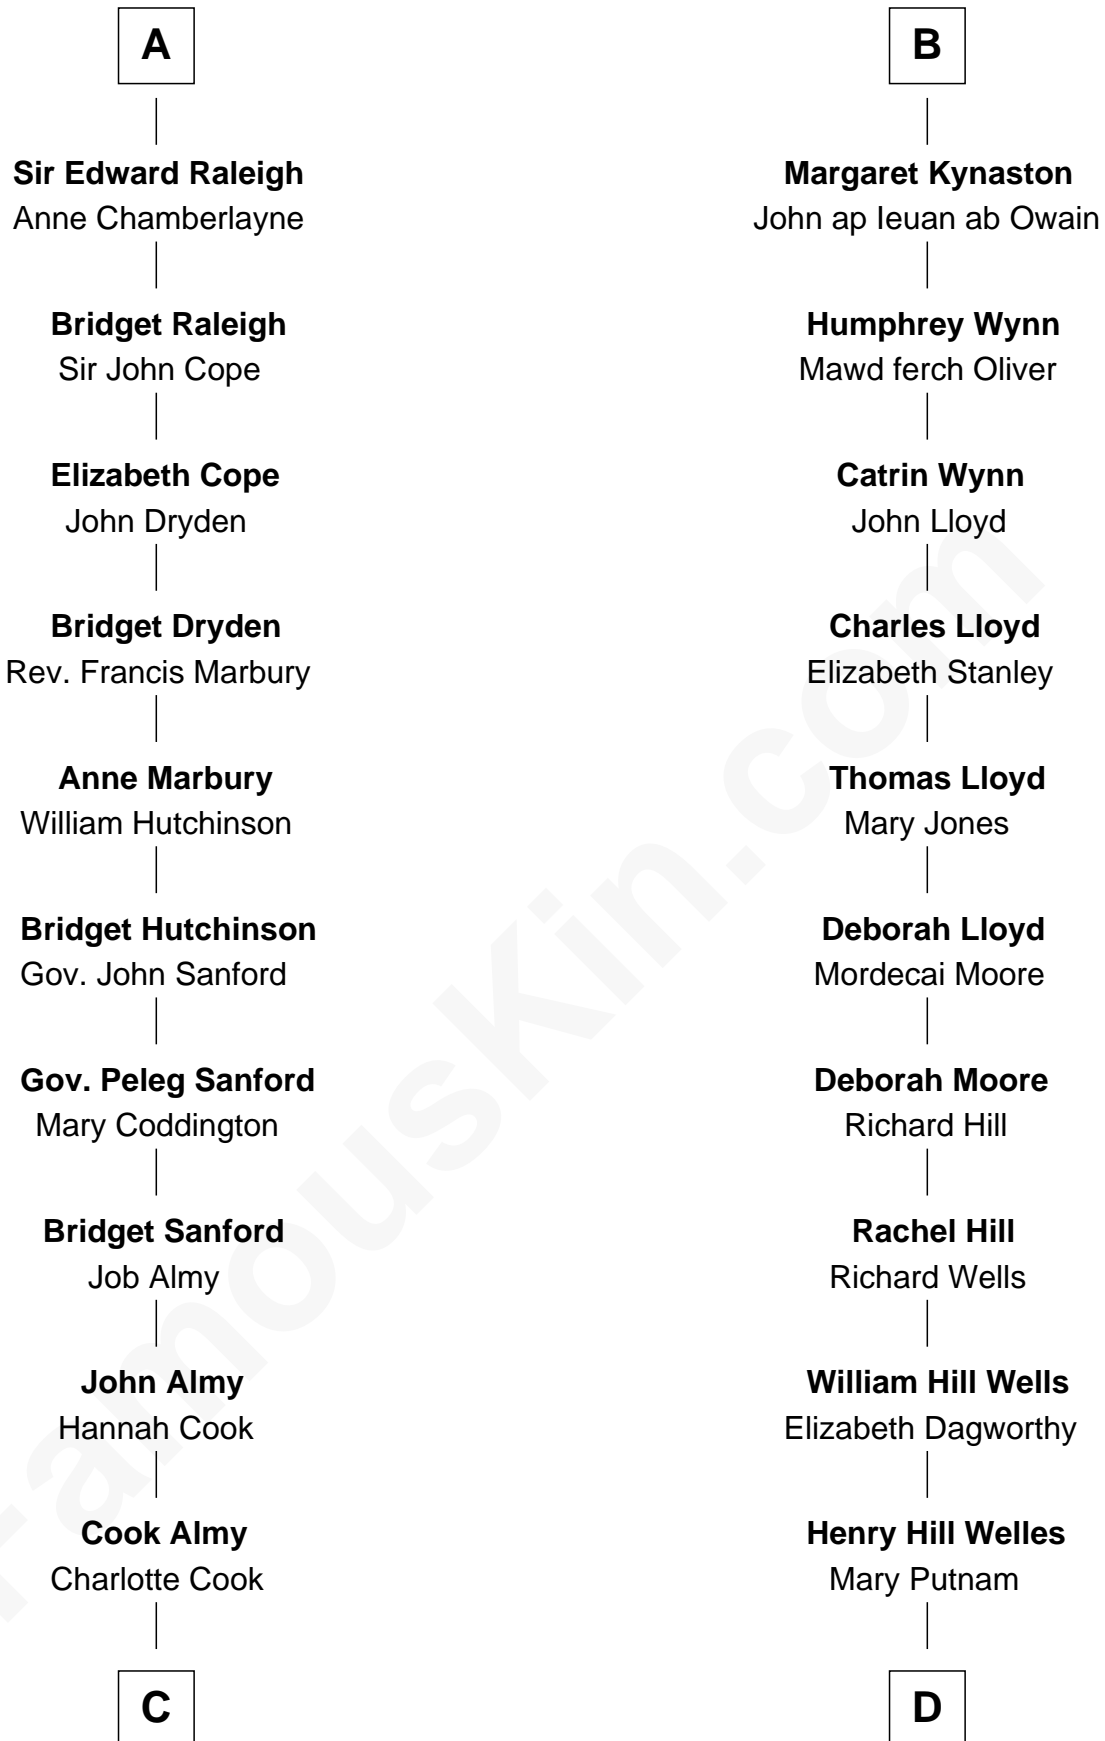 A
Sir Edward Raleigh
Anne Chamberlayne
Bridget Raleigh
Sir John Cope
Elizabeth Cope
John Dryden
Bridget Dryden
Rev. Francis Marbury
Anne Marbury
William Hutchinson
Bridget Hutchinson
Gov. John Sanford
Gov. Peleg Sanford
Mary Coddington
Bridget Sanford
Job Almy
John Almy
Hannah Cook
Cook Almy
Charlotte Cook
C
B
Margaret Kynaston
John ap Ieuan ab Owain
Humphrey Wynn
Mawd ferch Oliver
Catrin Wynn
John Lloyd
Charles Lloyd
Elizabeth Stanley
Thomas Lloyd
Mary Jones
Deborah Lloyd
Mordecai Moore
Deborah Moore
Richard Hill
Rachel Hill
Richard Wells
William Hill Wells
Elizabeth Dagworthy
Henry Hill Welles
Mary Putnam
D
FamousKin.com